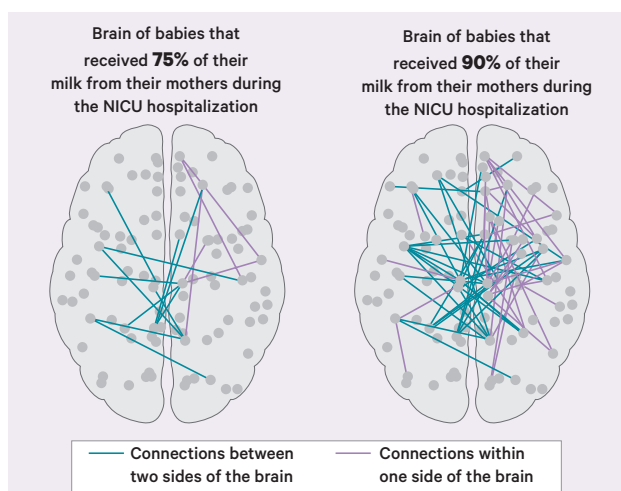 Brain of babies that
received 75% of their
milk from their mothers during
the NICU hospitalization
Brain of babies that
received 90% of their
milk from their mothers during
the NICU hospitalization
Connections between
two sides of the brain
Connections within
one side of the brain